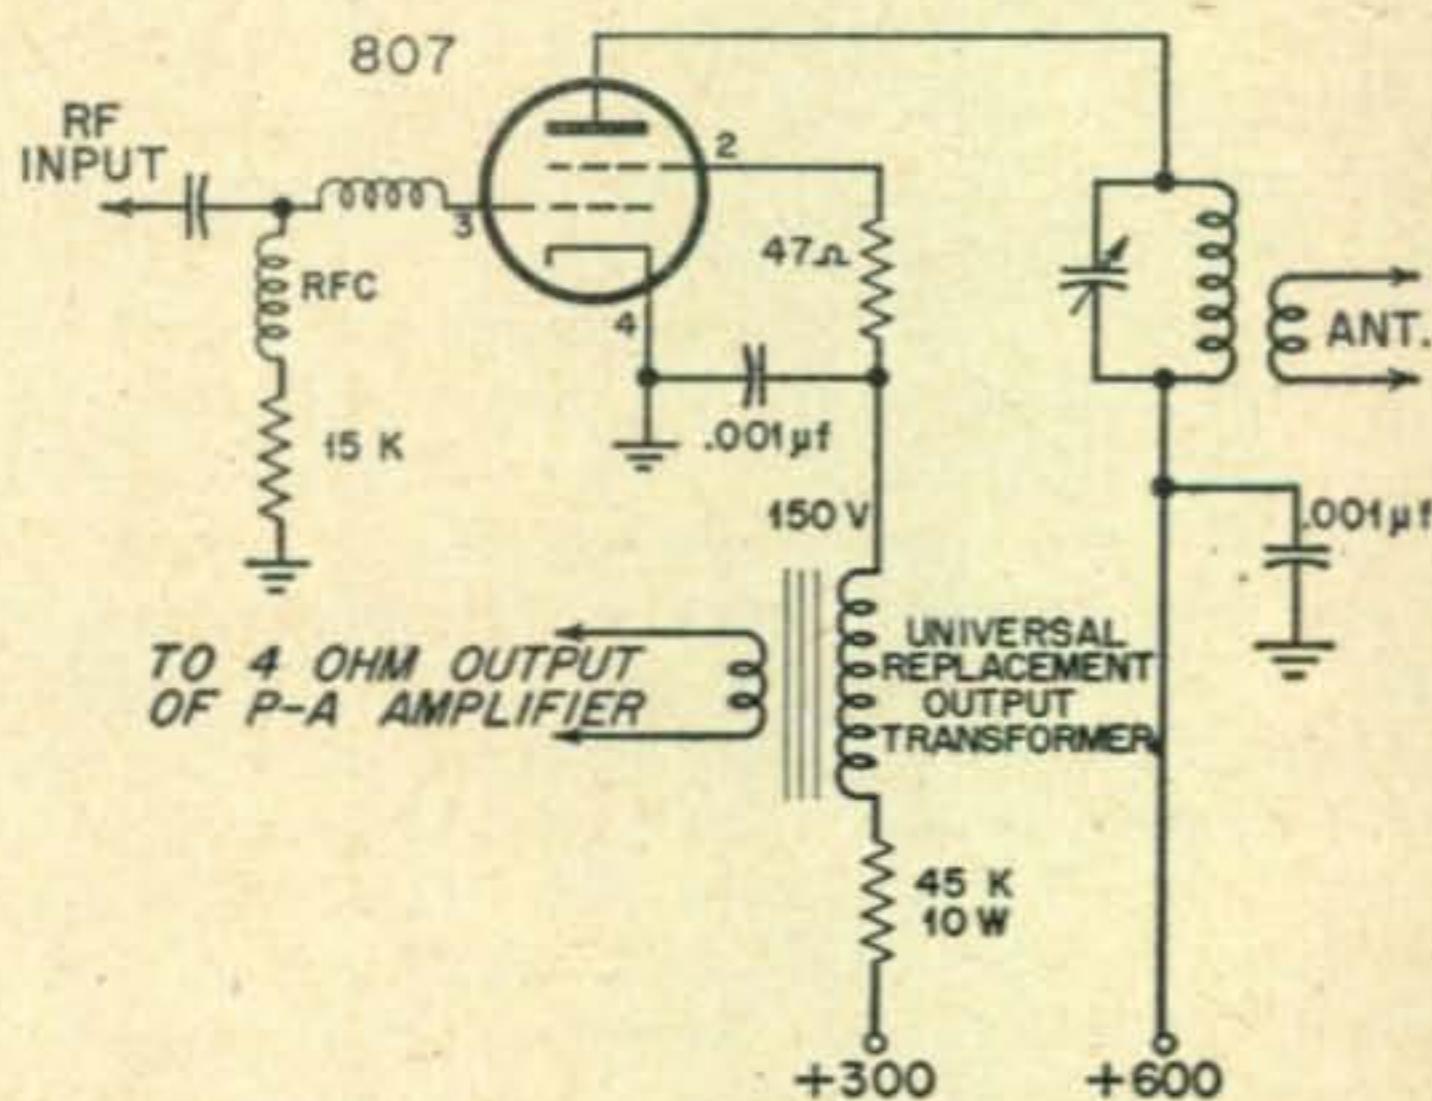 807
RF
INPUT
2
3
47Ω
RFC
4
ANT.
15 K
.001µf
150 V
.001µf
TO 4 OHM OUTPUT
OF P-A AMPLIFIER
UNIVERSAL
REPLACEMENT
OUTPUT
TRANSFORMER
45 K
10 W
+300
+600